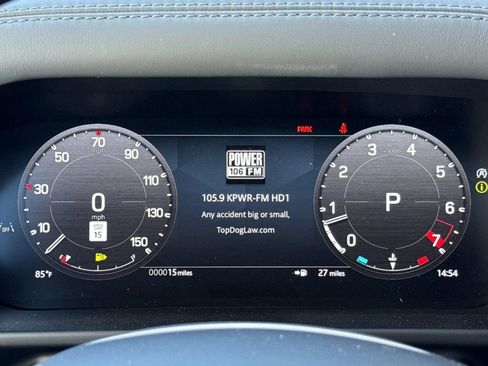 PARK
POWER
106 FM
105.9 KPWR-FM HD1
Any accident big or small,
TopDogLaw.com
10
30
50
70
90
110
130
150
0
mph
15
OFF
85°F
000015 miles
27 miles
0
1
2
3
4
5
6
7
P
14:54